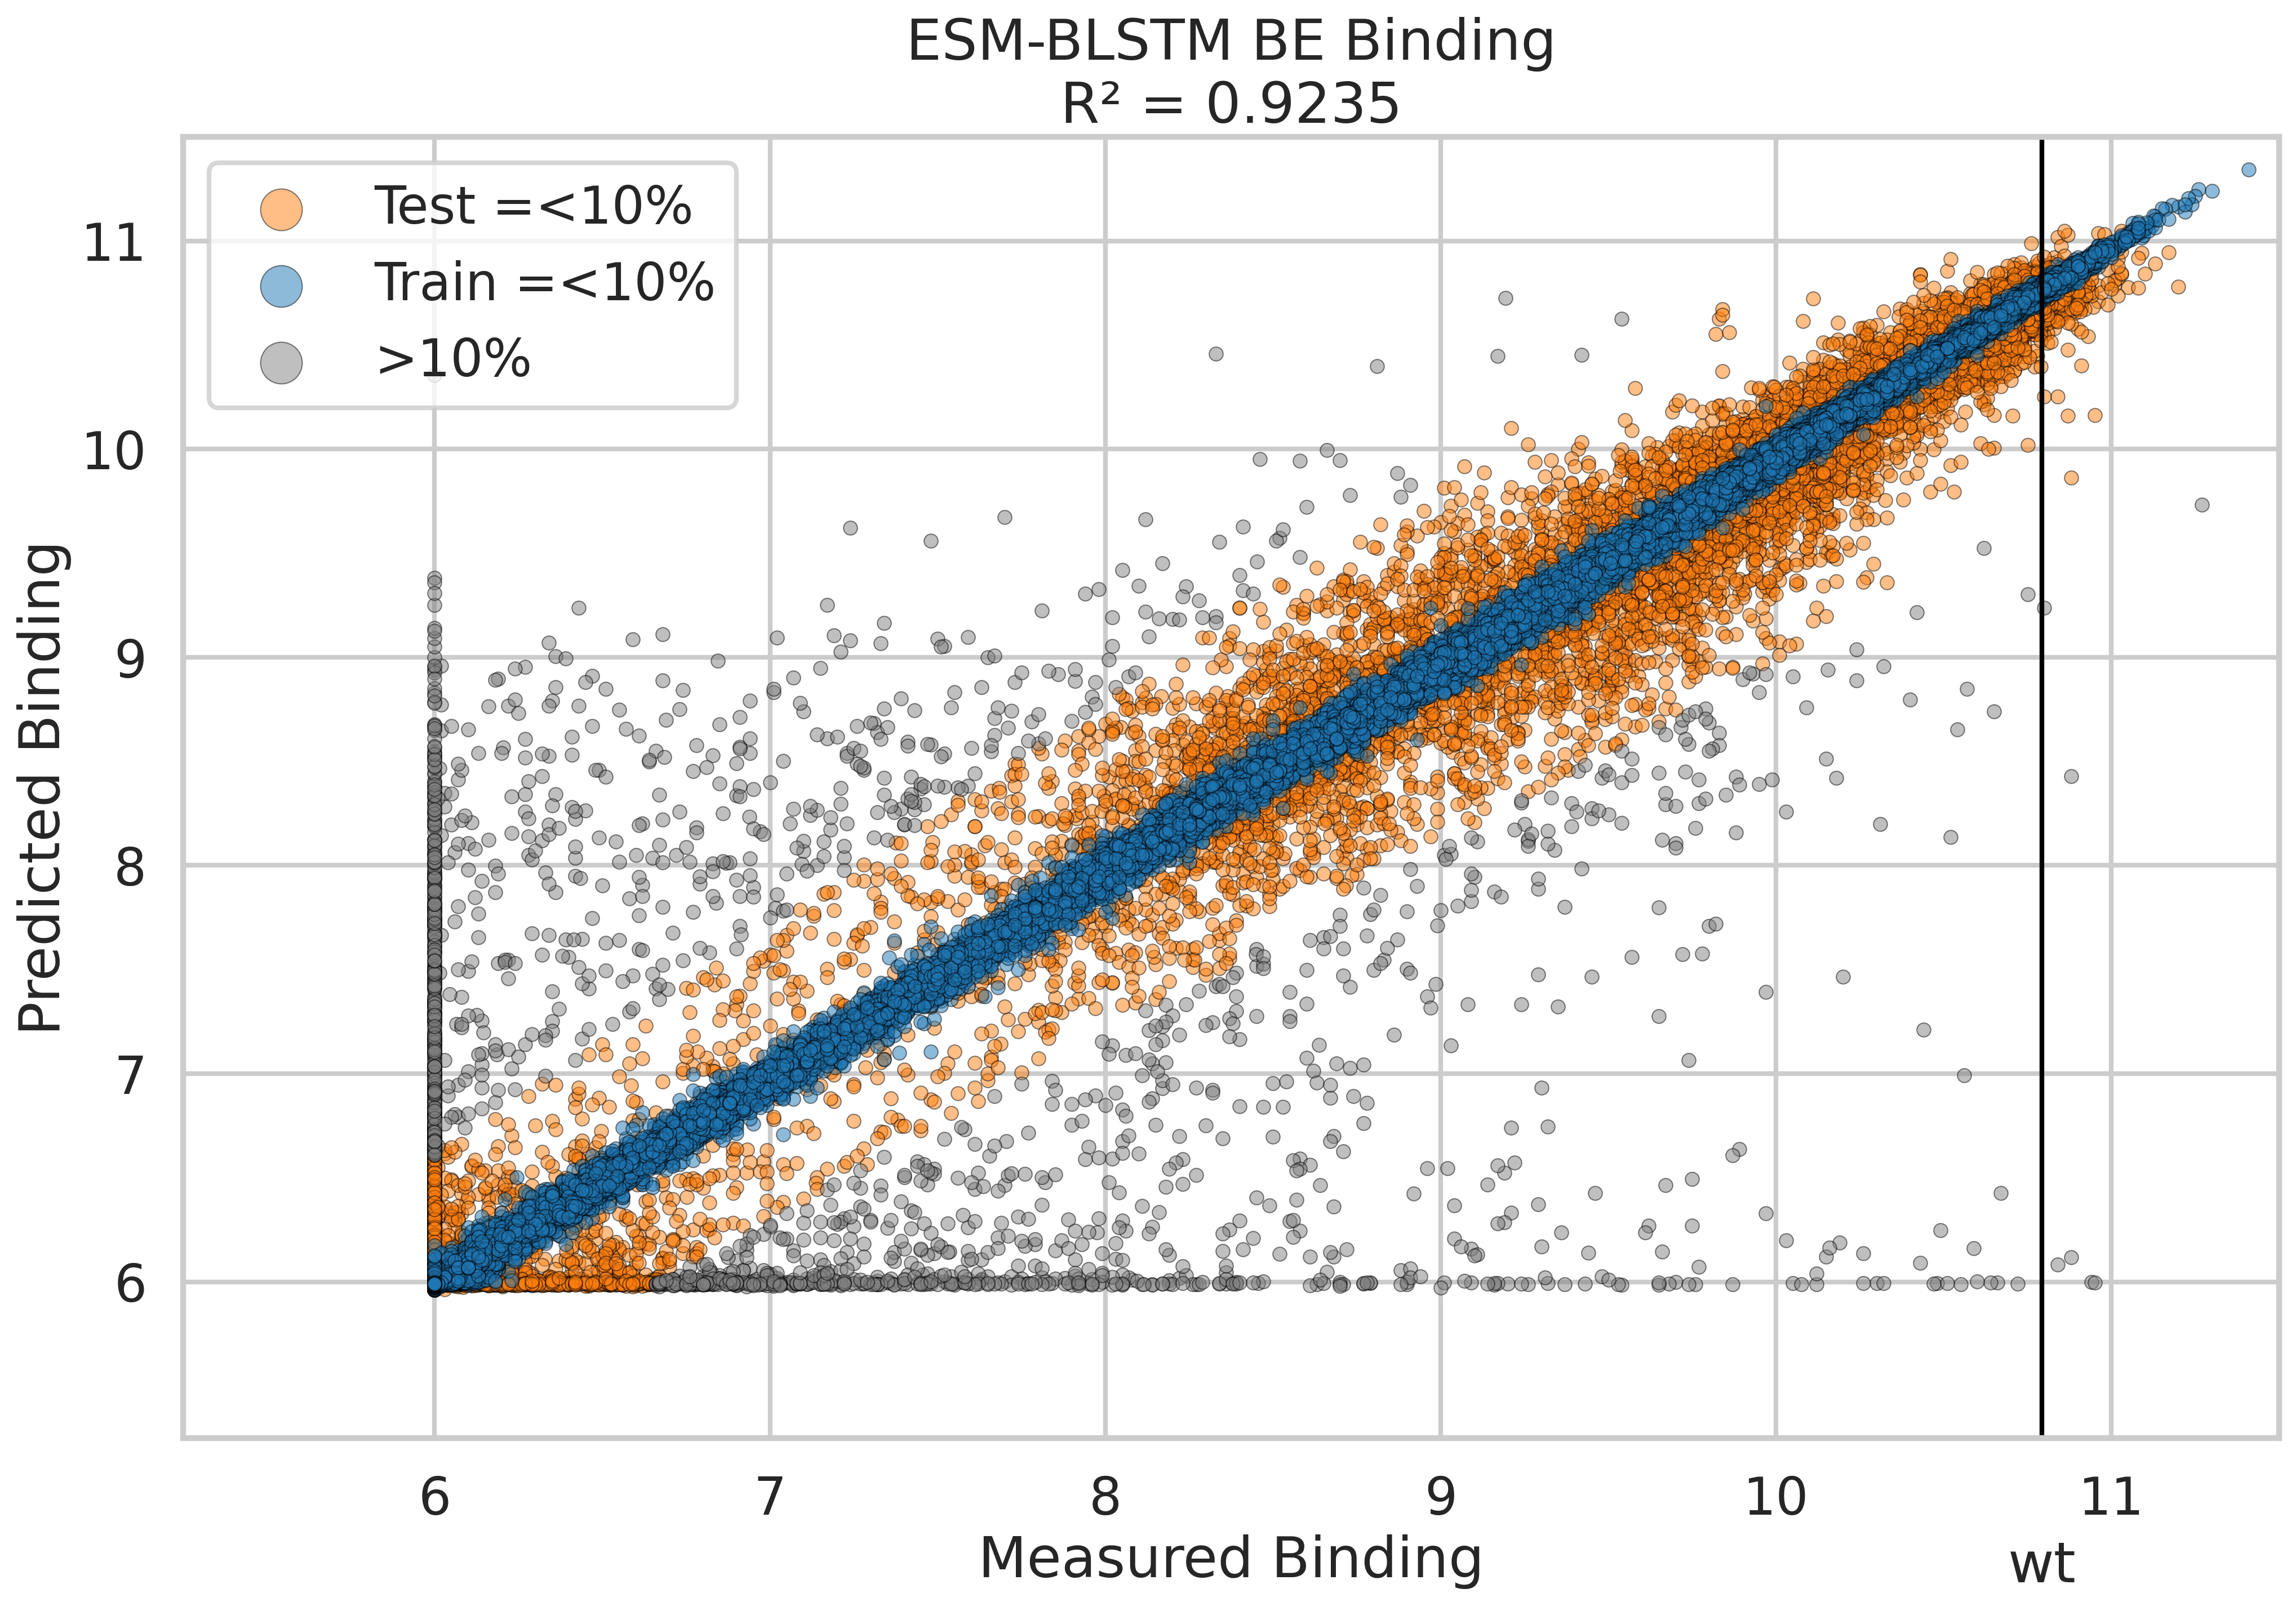 ESM-BLSTM BE Binding
R² = 0.9235
Test =<10%
Train =<10%
>10%
Predicted Binding
11
10
9
8
7
6
6 7 8 9 10 11
Measured Binding
wt